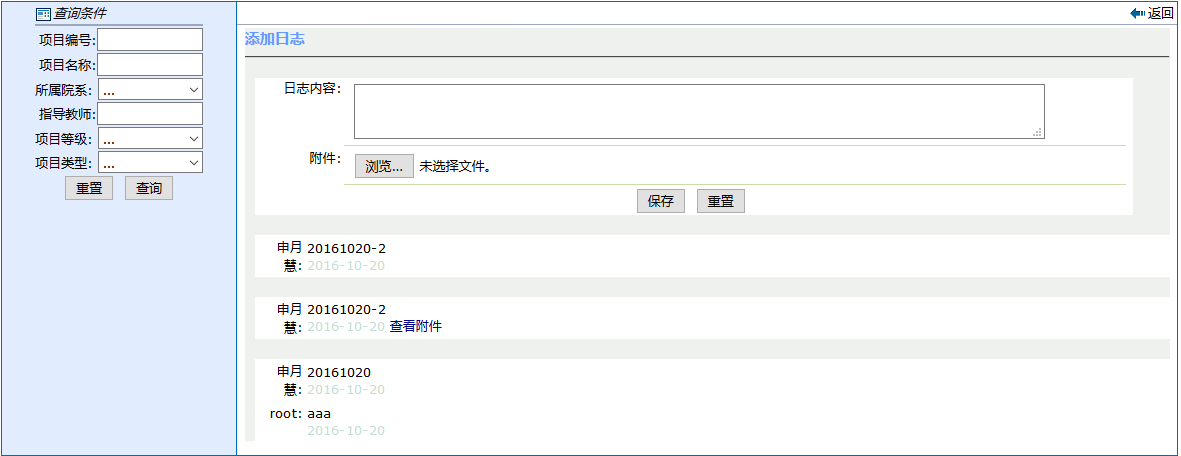 查询条件
项目编号:
项目名称:
所属院系: ...
指导教师:
项目等级: ...
项目类型: ...
重置 查询
返回
添加日志
日志内容:
附件: 浏览... 未选择文件。
保存 重置
申月 20161020-2
慧: 2016-10-20
申月 20161020-2
慧: 2016-10-20 查看附件
申月 20161020
慧: 2016-10-20
root: aaa
2016-10-20